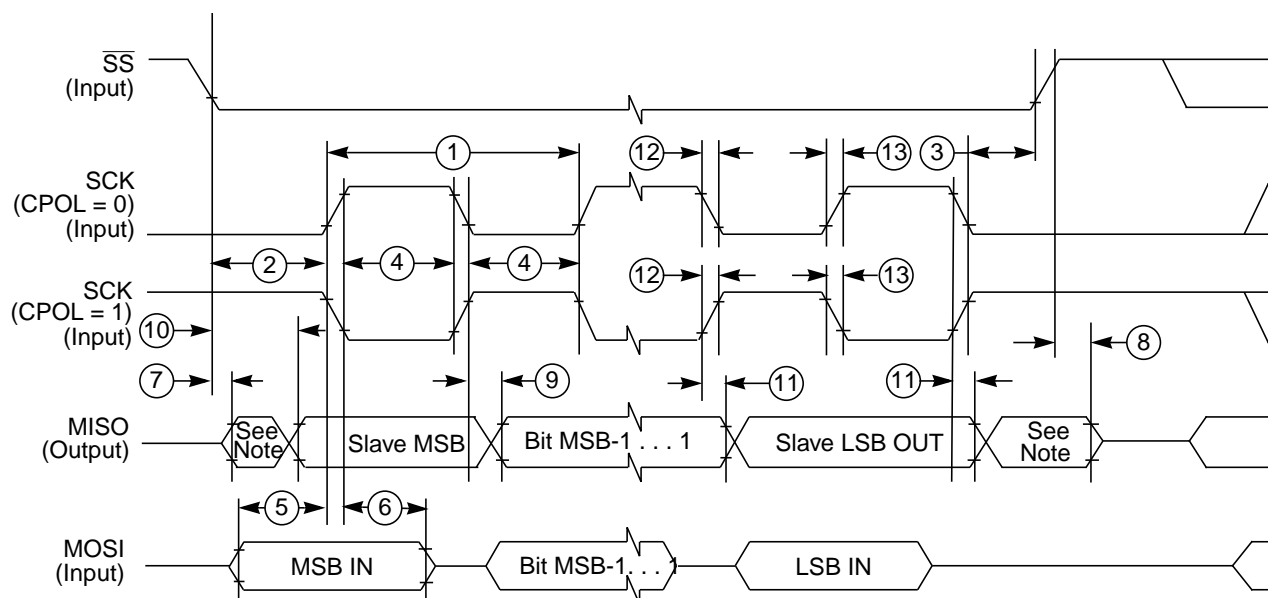 SS
(Input)
1
12
13
3
SCK
(CPOL = 0)
(Input)
2
4
4
12
13
SCK
(CPOL = 1)
(Input)
10
8
7
9
11
11
MISO
(Output)
See
Note
Slave MSB
Bit MSB-1 . . . 1
Slave LSB OUT
See
Note
5
6
MOSI
(Input)
MSB IN
Bit MSB-1. . . 1
LSB IN